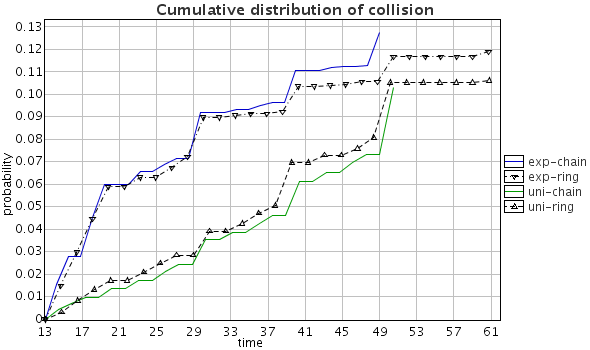 Cumulative distribution of collision
0.13
0.12
0.11
0.10
0.09
0.08
0.07
0.06
0.05
0.04
0.03
0.02
0.01
0
probability
13 17 21 25 29 33 37 41 45 49 53 57 61
time
exp-chain
exp-ring
uni-chain
uni-ring